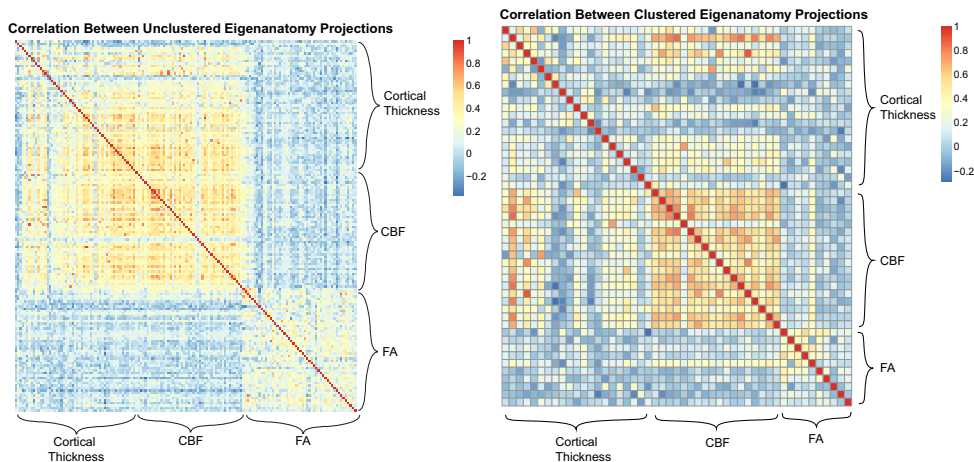 Correlation Between Unclustered Eigenanatomy Projections
1
0.8
0.6
0.4
0.2
0
−0.2
Cortical
Thickness
CBF
FA
Cortical
Thickness
CBF
FA
Correlation Between Clustered Eigenanatomy Projections
1
0.8
0.6
0.4
0.2
0
−0.2
Cortical
Thickness
CBF
FA
Cortical
Thickness
CBF
FA